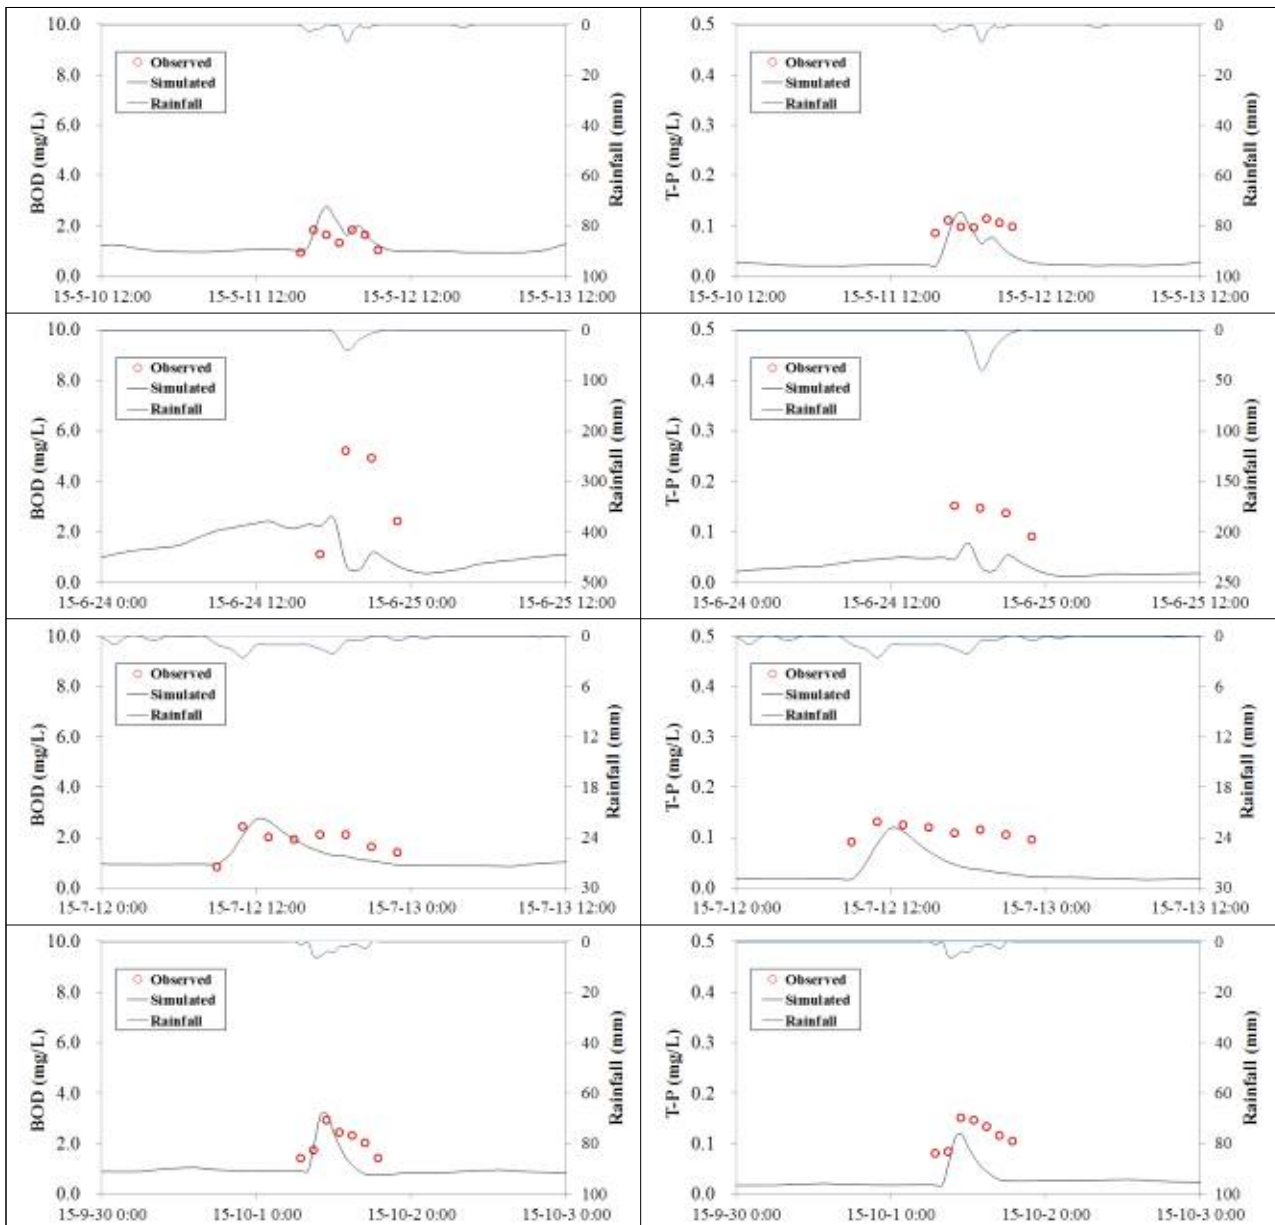 10.0
8.0
6.0
4.0
2.0
0.0
BOD (mg/L)
Observed
Simulated
Rainfall
0
20
40
60
80
100
Rainfall (mm)
15-5-10 12:00 15-5-11 12:00 15-5-12 12:00 15-5-13 12:00
0.5
0.4
0.3
0.2
0.1
0.0
T-P (mg/L)
Observed
Simulated
Rainfall
0
20
40
60
80
100
Rainfall (mm)
15-5-10 12:00 15-5-11 12:00 15-5-12 12:00 15-5-13 12:00
10.0
8.0
6.0
4.0
2.0
0.0
BOD (mg/L)
Observed
Simulated
Rainfall
0
100
200
300
400
500
Rainfall (mm)
15-6-24 0:00 15-6-24 12:00 15-6-25 0:00 15-6-25 12:00
0.5
0.4
0.3
0.2
0.1
0.0
T-P (mg/L)
Observed
Simulated
Rainfall
0
50
100
150
200
250
Rainfall (mm)
15-6-24 0:00 15-6-24 12:00 15-6-25 0:00 15-6-25 12:00
10.0
8.0
6.0
4.0
2.0
0.0
BOD (mg/L)
Observed
Simulated
Rainfall
0
6
12
18
24
30
Rainfall (mm)
15-7-12 0:00 15-7-12 12:00 15-7-13 0:00 15-7-13 12:00
0.5
0.4
0.3
0.2
0.1
0.0
T-P (mg/L)
Observed
Simulated
Rainfall
0
6
12
18
24
30
Rainfall (mm)
15-7-12 0:00 15-7-12 12:00 15-7-13 0:00 15-7-13 12:00
10.0
8.0
6.0
4.0
2.0
0.0
BOD (mg/L)
Observed
Simulated
Rainfall
0
20
40
60
80
100
Rainfall (mm)
15-9-30 0:00 15-10-1 0:00 15-10-2 0:00 15-10-3 0:00
0.5
0.4
0.3
0.2
0.1
0.0
T-P (mg/L)
Observed
Simulated
Rainfall
0
20
40
60
80
100
Rainfall (mm)
15-9-30 0:00 15-10-1 0:00 15-10-2 0:00 15-10-3 0:00